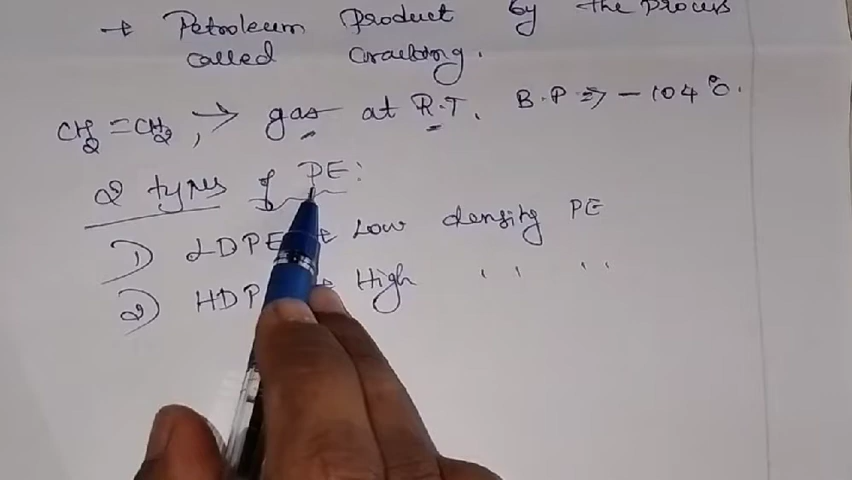 → Petroleum Product by the Process
called Cracking.
CH2=CH2, → gas at R.T. B.P ⇒ -104°C.
2 types of PE:
1) LDPE → Low density PE
2) HDP High " "